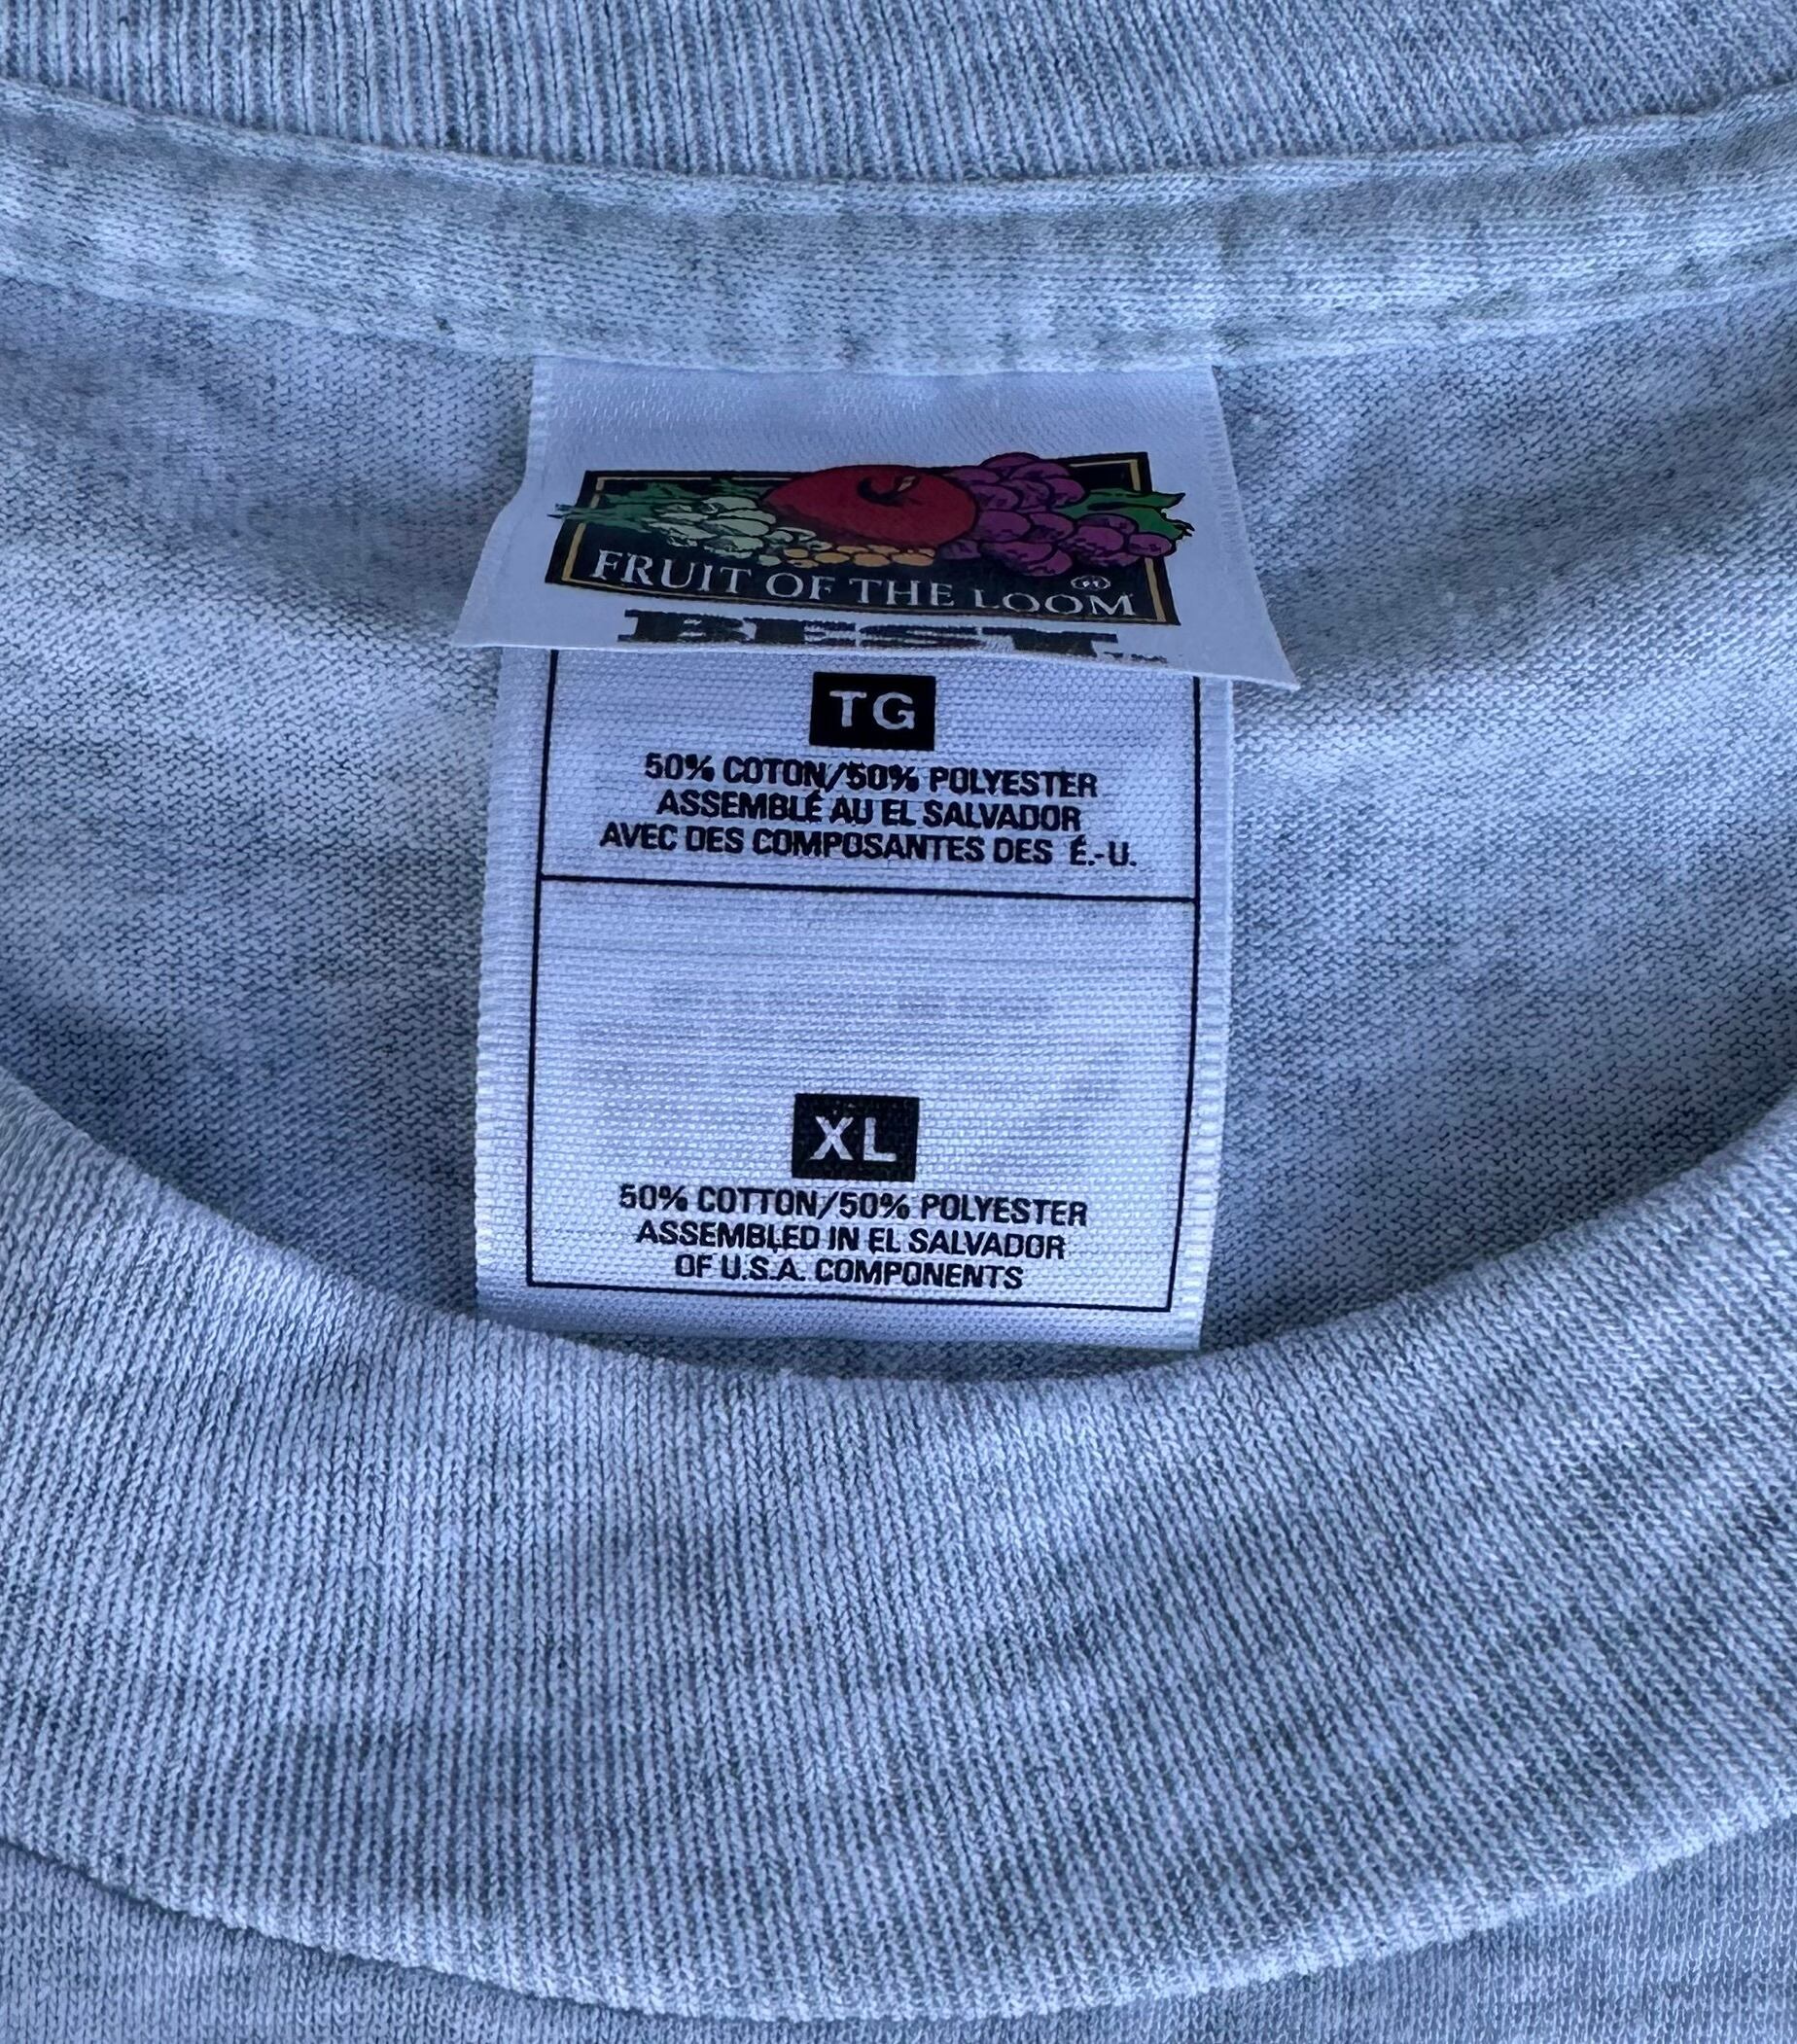 FRUIT OF THE LOOM ®
BEST™
TG
50% COTON/50% POLYESTER
ASSEMBLÉ AU EL SALVADOR
AVEC DES COMPOSANTES DES É.-U.
XL
50% COTTON/50% POLYESTER
ASSEMBLED IN EL SALVADOR
OF U.S.A. COMPONENTS